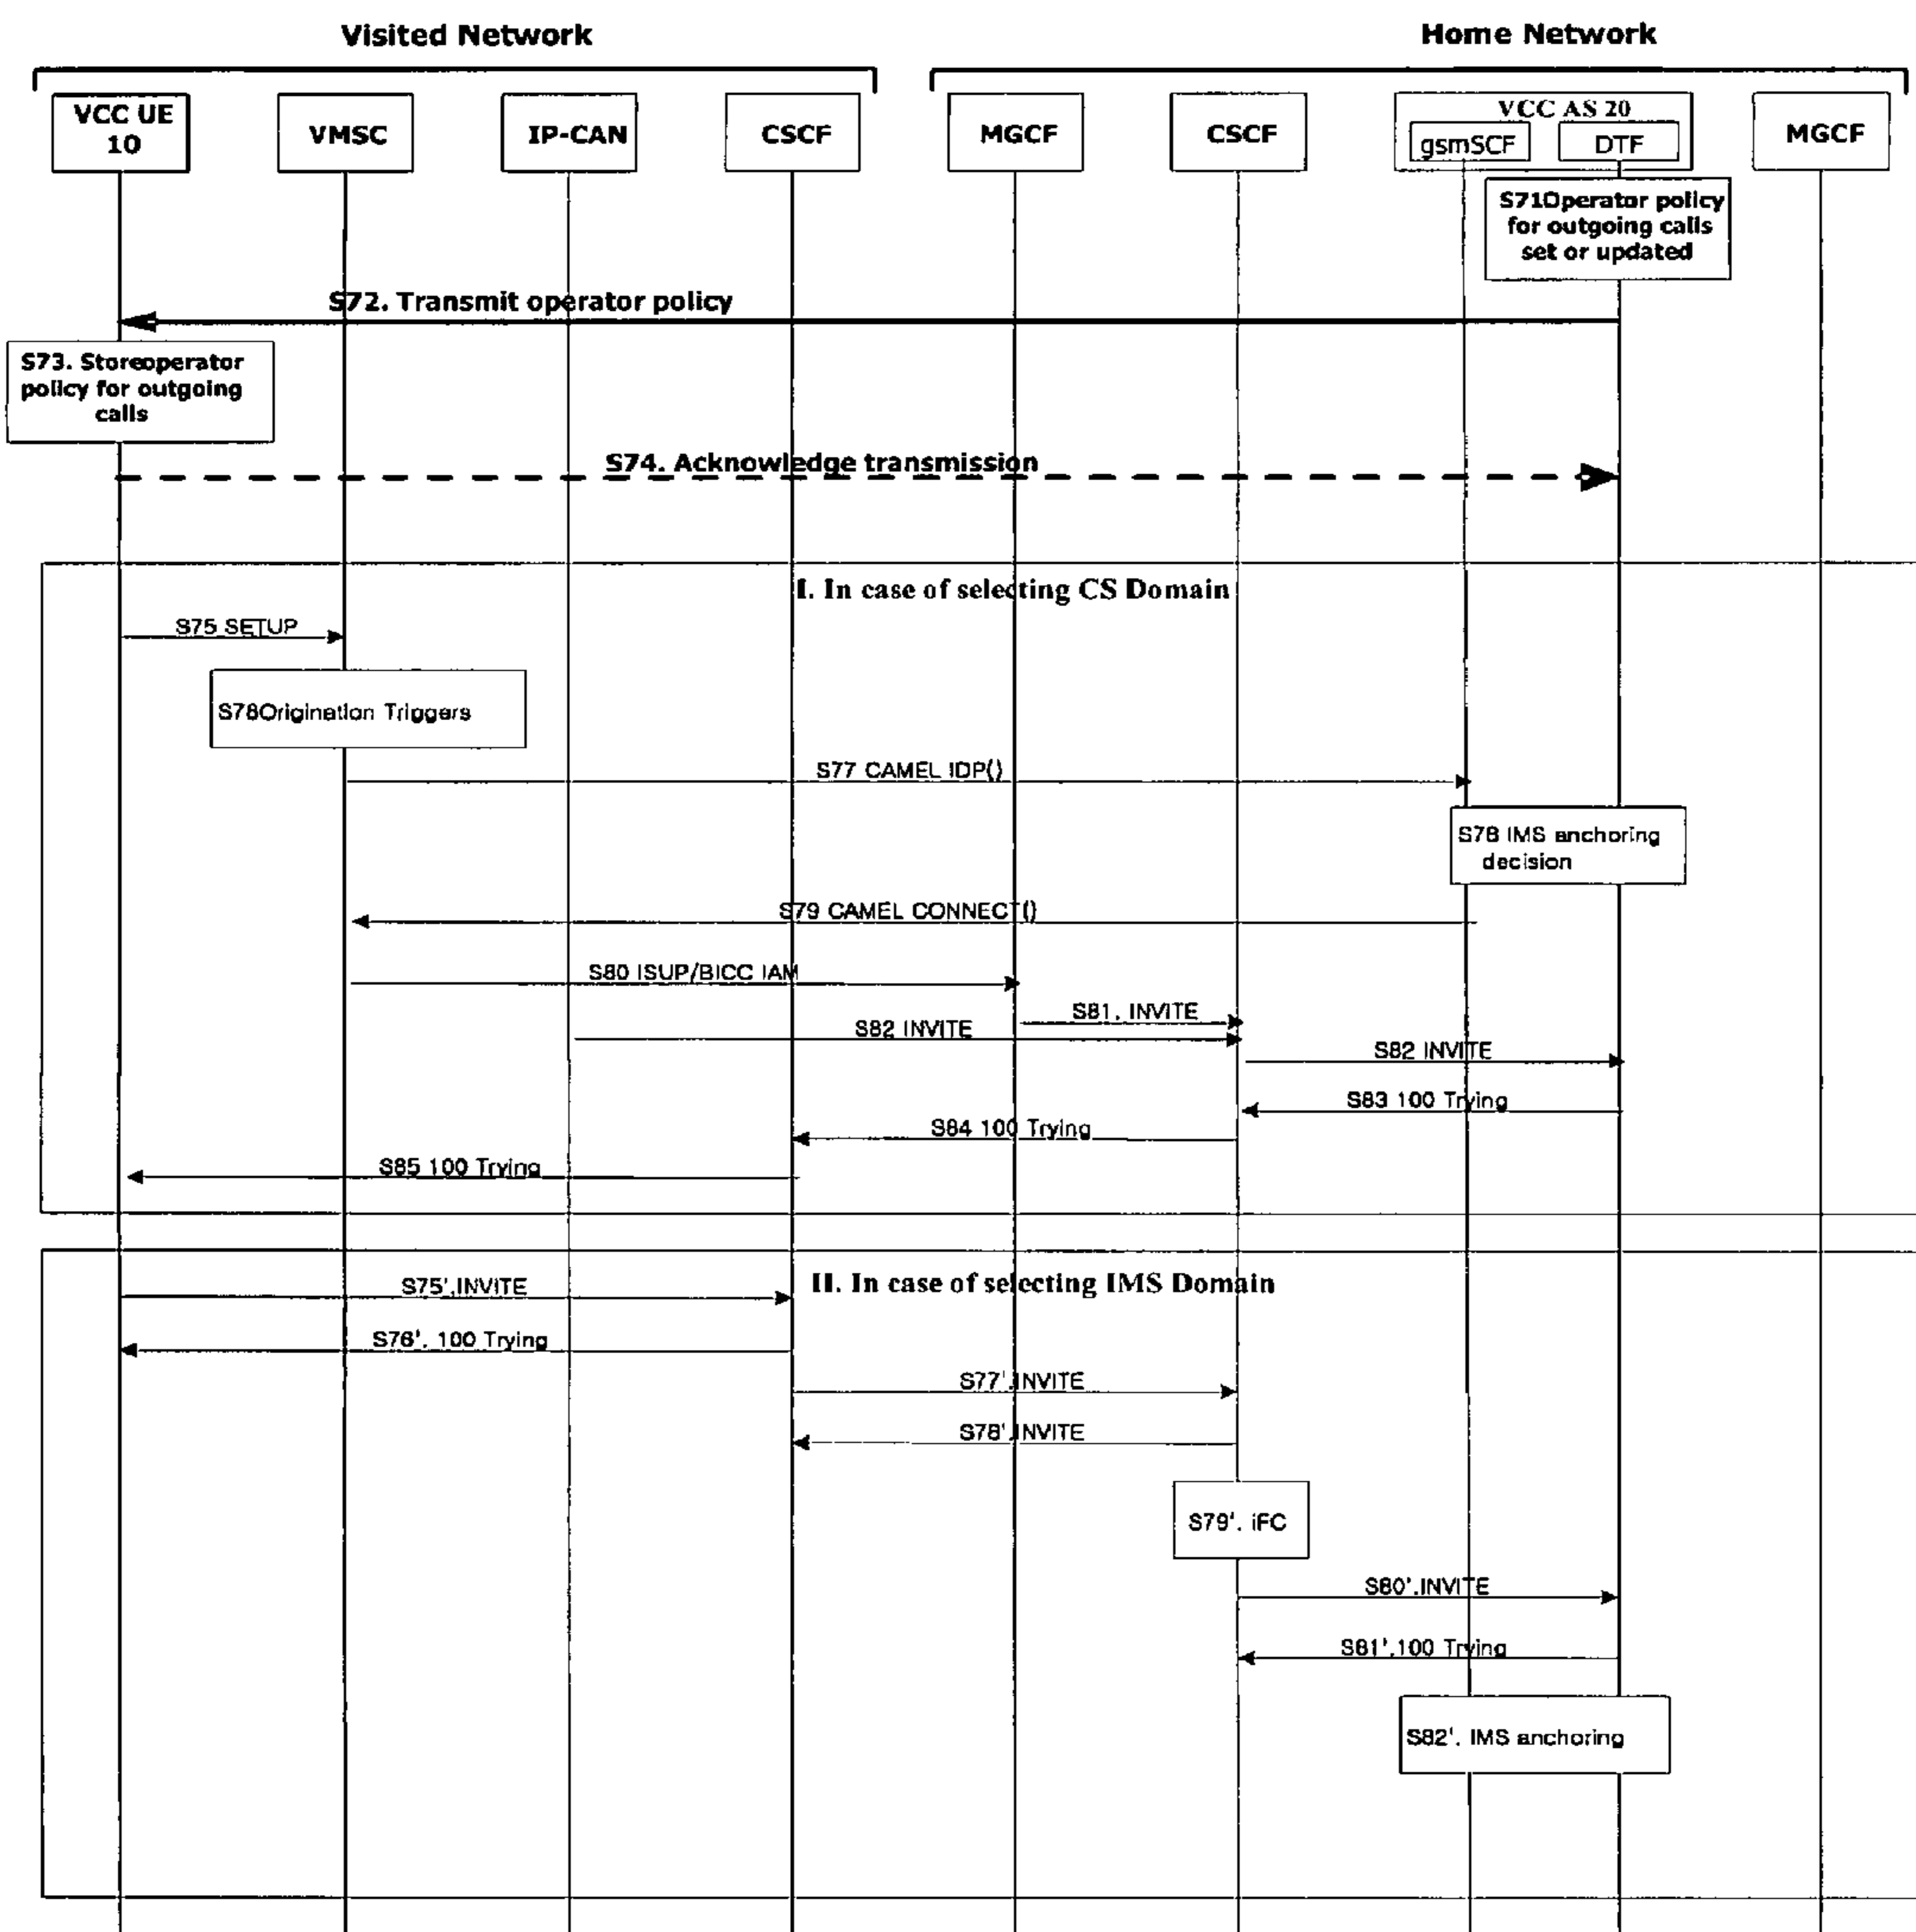 Visited Network
Home Network
VCC UE
10
VMSC
IP-CAN
CSCF
MGCF
CSCF
VCC AS 20
gsmSCF
DTF
MGCF
S71Operator policy
for outgoing calls
set or updated
S72. Transmit operator policy
S73. Storeoperator
policy for outgoing
calls
S74. Acknowledge transmission
I. In case of selecting CS Domain
S75 SETUP
S78Origination Triggers
S77 CAMEL IDP()
S78 IMS anchoring
decision
S79 CAMEL CONNECT()
S80 ISUP/BICC IAM
S81. INVITE
S82 INVITE
S82 INVITE
S83 100 Trying
S84 100 Trying
S85 100 Trying
II. In case of selecting IMS Domain
S75'.INVITE
S76'. 100 Trying
S77'.INVITE
S78'.INVITE
S79'. iFC
S80'.INVITE
S81'.100 Trying
S82'. IMS anchoring